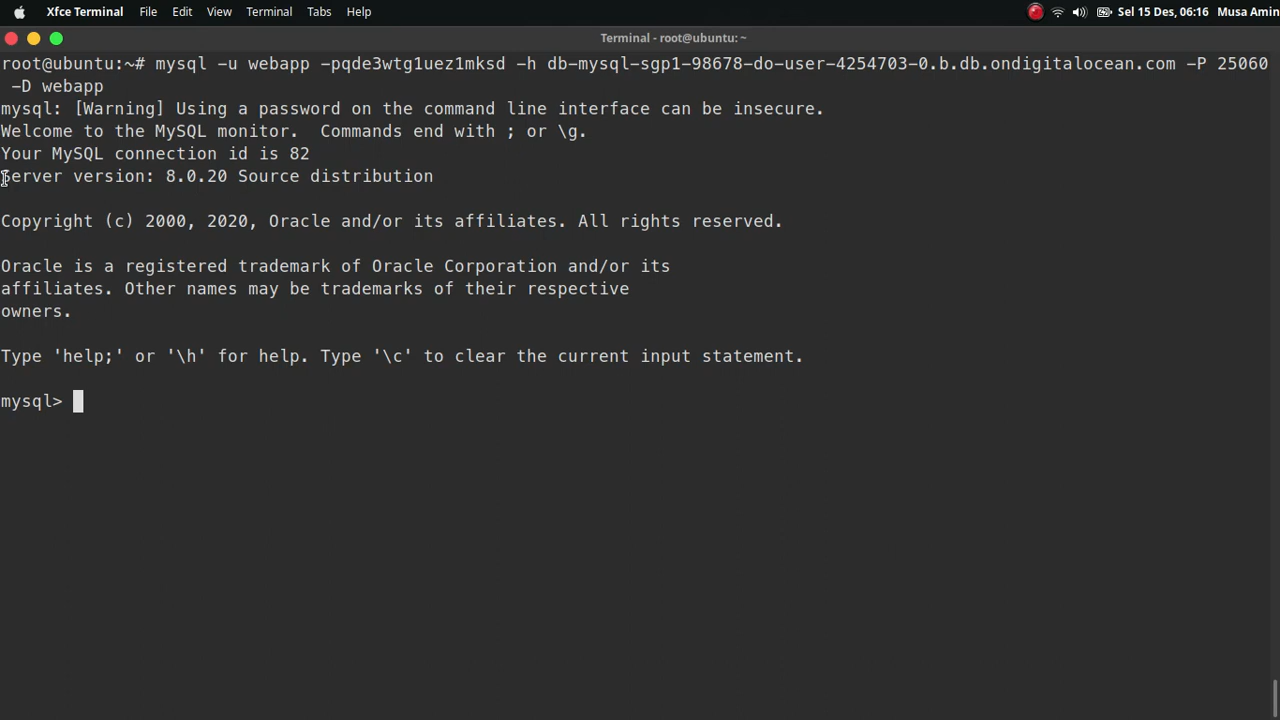 Xfce Terminal File Edit View Terminal Tabs Help Sel 15 Des, 06:16 Musa Amin
Terminal - root@ubuntu: ~
root@ubuntu:~# mysql -u webapp -pqde3wtg1uez1mksd -h db-mysql-sgp1-98678-do-user-4254703-0.b.db.ondigitalocean.com -P 25060
-D webapp
mysql: [Warning] Using a password on the command line interface can be insecure.
Welcome to the MySQL monitor.  Commands end with ; or \g.
Your MySQL connection id is 82
Server version: 8.0.20 Source distribution
Copyright (c) 2000, 2020, Oracle and/or its affiliates. All rights reserved.
Oracle is a registered trademark of Oracle Corporation and/or its
affiliates. Other names may be trademarks of their respective
owners.
Type 'help;' or '\h' for help. Type '\c' to clear the current input statement.
mysql>